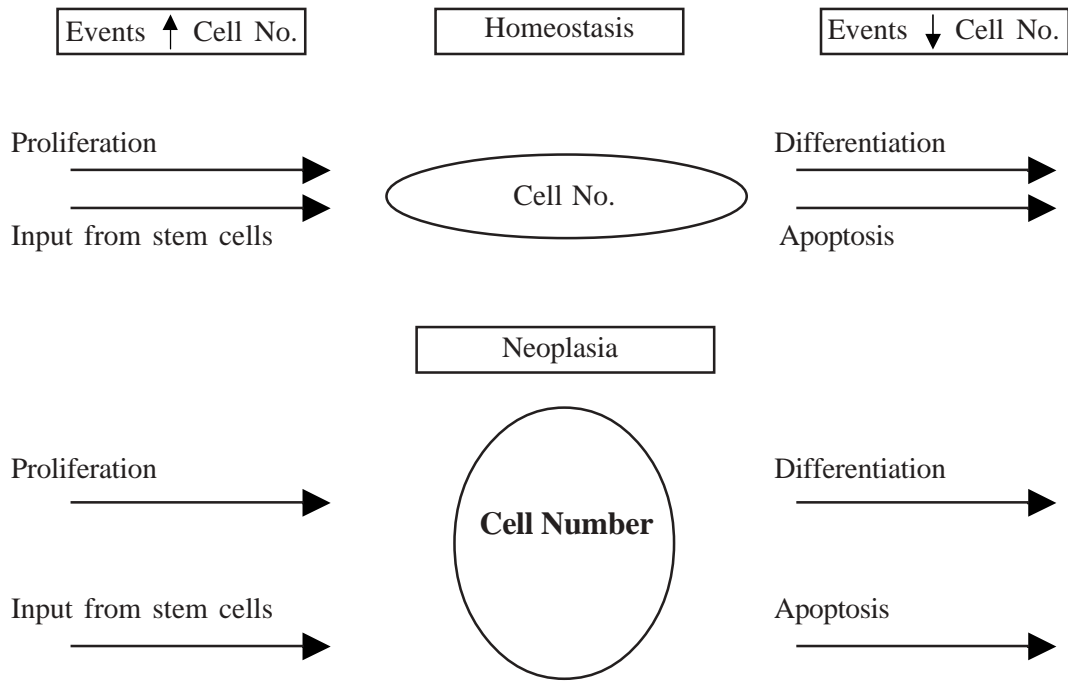 Events ↑ Cell No.
Homeostasis
Events ↓ Cell No.
Proliferation
Differentiation
Cell No.
Input from stem cells
Apoptosis
Neoplasia
Proliferation
Differentiation
Cell Number
Input from stem cells
Apoptosis